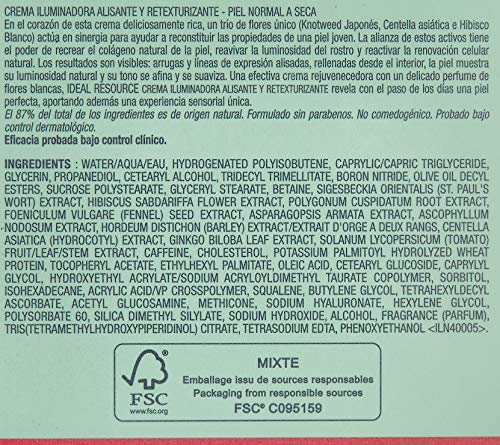 CREMA ILUMINADORA ALISANTE Y RETEXTURIZANTE - PIEL NORMAL A SECA
En el corazón de esta crema deliciosamente rica, un trío de flores único (Knotweed Japonés, Centella asiática e Hibisco
Blanco) actúa en sinergia para ayudar a reconstituir las propiedades de una piel joven. La alianza de estos activos tiene
el poder de recrear el colágeno natural de la piel, reavivar la luminosidad del rostro y reactivar la renovación celular
natural. Los resultados son visibles: arrugas y líneas de expresión alisadas, rellenadas desde el interior, la piel muestra
su luminosidad natural y su tono se afina y se suaviza. Una efectiva crema rejuvenecedora con un delicado perfume de
flores blancas, IDEAL RESOURCE CREMA ILUMINADORA ALISANTE Y RETEXTURIZANTE revela con el paso de los días una piel
perfecta, aportando además una experiencia sensorial única.
El 87% del total de los ingredientes es de origen natural. Formulado sin parabenos. No comedogénico. Probado bajo
control dermatológico.
Eficacia probada bajo control clínico.
INGREDIENTS : WATER/AQUA/EAU, HYDROGENATED POLYISOBUTENE, CAPRYLIC/CAPRIC TRIGLYCERIDE,
GLYCERIN, PROPANEDIOL, CETEARYL ALCOHOL, TRIDECYL TRIMELLITATE, BORON NITRIDE, OLIVE OIL DECYL
ESTERS, SUCROSE POLYSTEARATE, GLYCERYL STEARATE, BETAINE, SIGESBECKIA ORIENTALIS (ST. PAUL'S
WORT) EXTRACT, HIBISCUS SABDARIFFA FLOWER EXTRACT, POLYGONUM CUSPIDATUM ROOT EXTRACT,
FOENICULUM VULGARE (FENNEL) SEED EXTRACT, ASPARAGOPSIS ARMATA EXTRACT, ASCOPHYLLUM
NODOSUM EXTRACT, HORDEUM DISTICHON (BARLEY) EXTRACT/EXTRAIT D'ORGE A DEUX RANGS, CENTELLA
ASIATICA (HYDROCOTYL) EXTRACT, GINKGO BILOBA LEAF EXTRACT, SOLANUM LYCOPERSICUM (TOMATO)
FRUIT/LEAF/STEM EXTRACT, CAFFEINE, CHOLESTEROL, POTASSIUM PALMITOYL HYDROLYZED WHEAT
PROTEIN, TOCOPHERYL ACETATE, ETHYLHEXYL PALMITATE, OLEIC ACID, CETEARYL GLUCOSIDE, CAPRYLYL
GLYCOL, HYDROXYETHYL ACRYLATE/SODIUM ACRYLOYLDIMETHYL TAURATE COPOLYMER, SORBITOL,
ISOHEXADECANE, ACRYLIC ACID/VP CROSSPOLYMER, SQUALENE, BUTYLENE GLYCOL, TETRAHEXYLDECYL
ASCORBATE, ACETYL GLUCOSAMINE, METHICONE, SODIUM HYALURONATE, HEXYLENE GLYCOL,
POLYSORBATE 60, SILICA DIMETHYL SILYLATE, SODIUM HYDROXIDE, ALCOHOL, FRAGRANCE (PARFUM),
TRIS(TETRAMETHYLHYDROXYPIPERIDINOL) CITRATE, TETRASODIUM EDTA, PHENOXYETHANOL <ILN40005>.
FSC
www.fsc.org
MIXTE
Emballage issu de sources responsables
Packaging from responsible sources
FSC® C095159